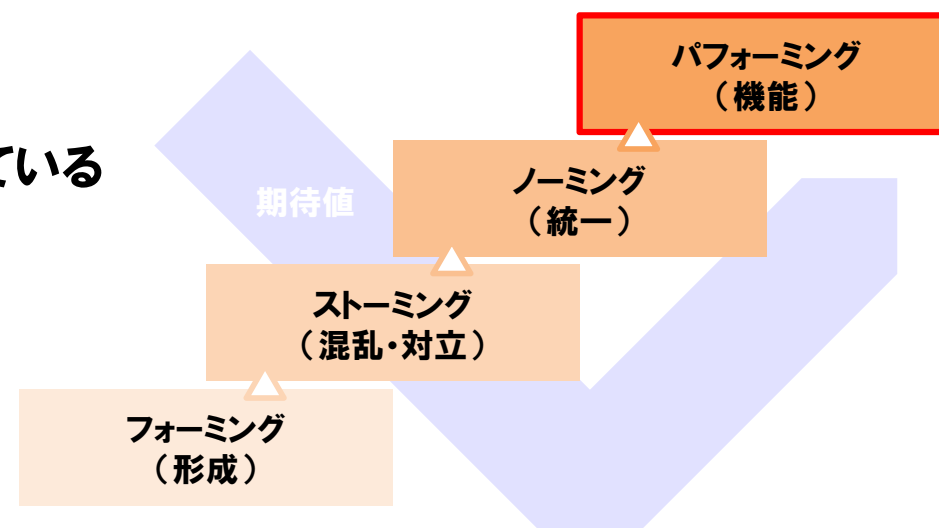 パフォーミング
（機能）
ている
ノーミング
（統一）
期待値
ストーミング
（混乱・対立）
フォーミング
（形成）